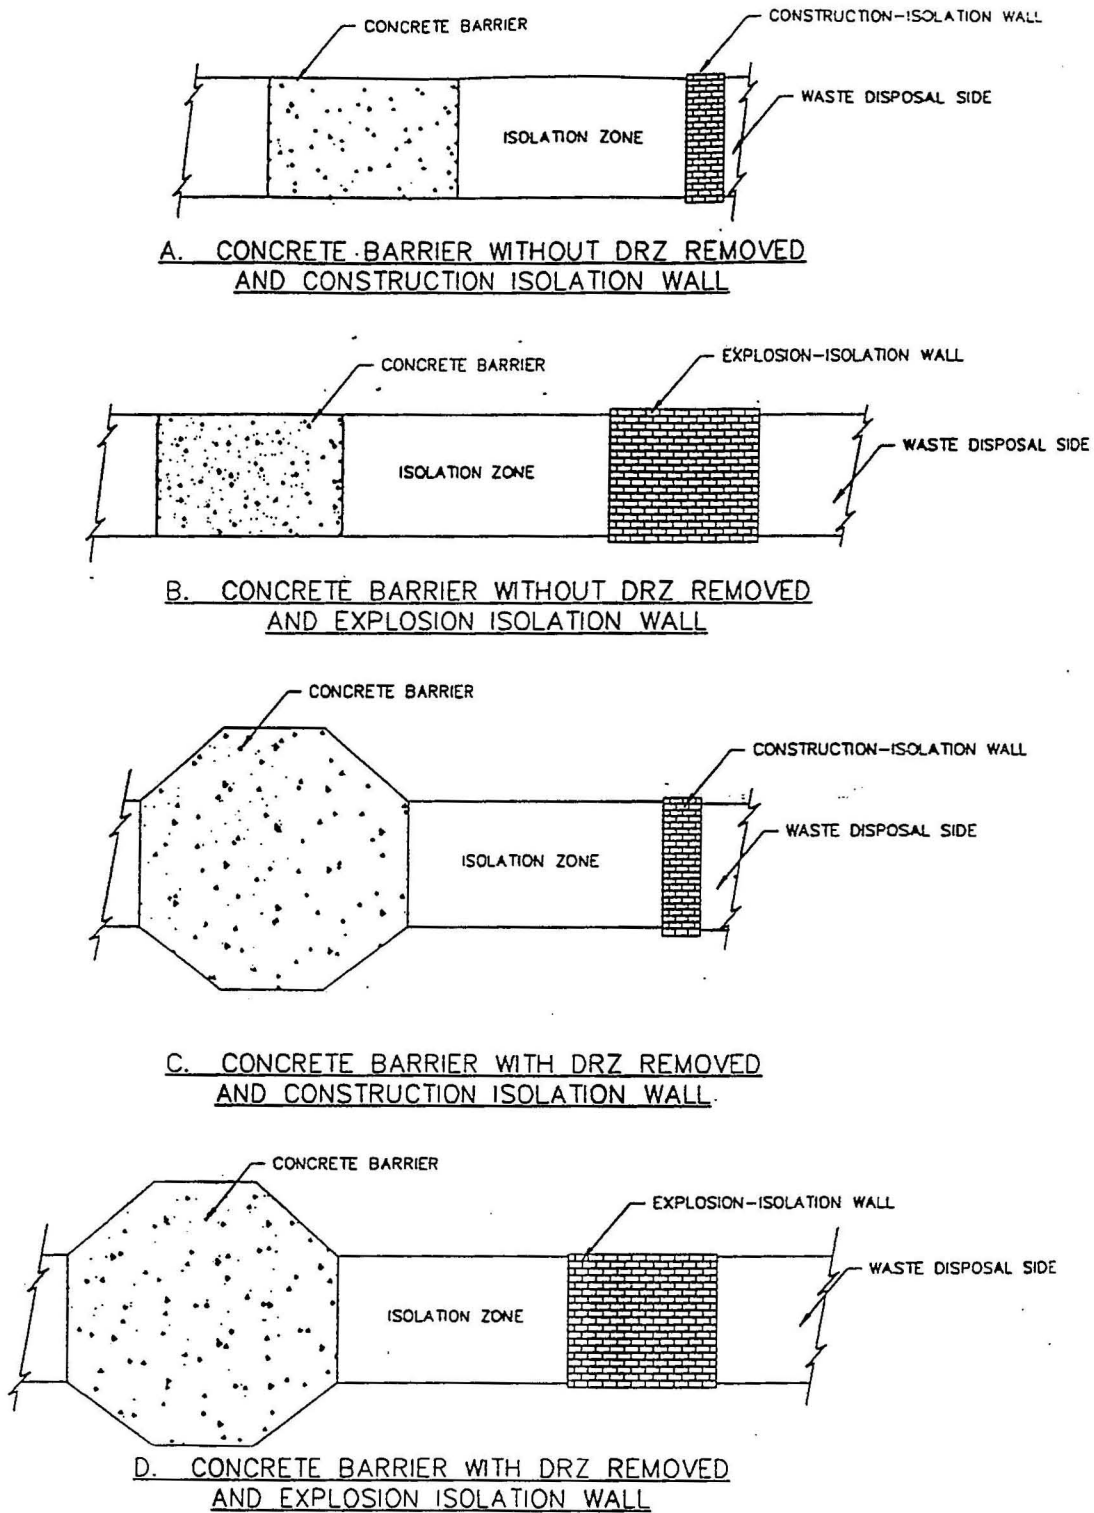 CONCRETE BARRIER
CONSTRUCTION-ISOLATION WALL
WASTE DISPOSAL SIDE
ISOLATION ZONE
A. CONCRETE BARRIER WITHOUT DRZ REMOVED
AND CONSTRUCTION ISOLATION WALL
CONCRETE BARRIER
EXPLOSION-ISOLATION WALL
WASTE DISPOSAL SIDE
ISOLATION ZONE
B. CONCRETE BARRIER WITHOUT DRZ REMOVED
AND EXPLOSION ISOLATION WALL
CONCRETE BARRIER
CONSTRUCTION-ISOLATION WALL
WASTE DISPOSAL SIDE
ISOLATION ZONE
C. CONCRETE BARRIER WITH DRZ REMOVED
AND CONSTRUCTION ISOLATION WALL
CONCRETE BARRIER
EXPLOSION-ISOLATION WALL
WASTE DISPOSAL SIDE
ISOLATION ZONE
D. CONCRETE BARRIER WITH DRZ REMOVED
AND EXPLOSION ISOLATION WALL